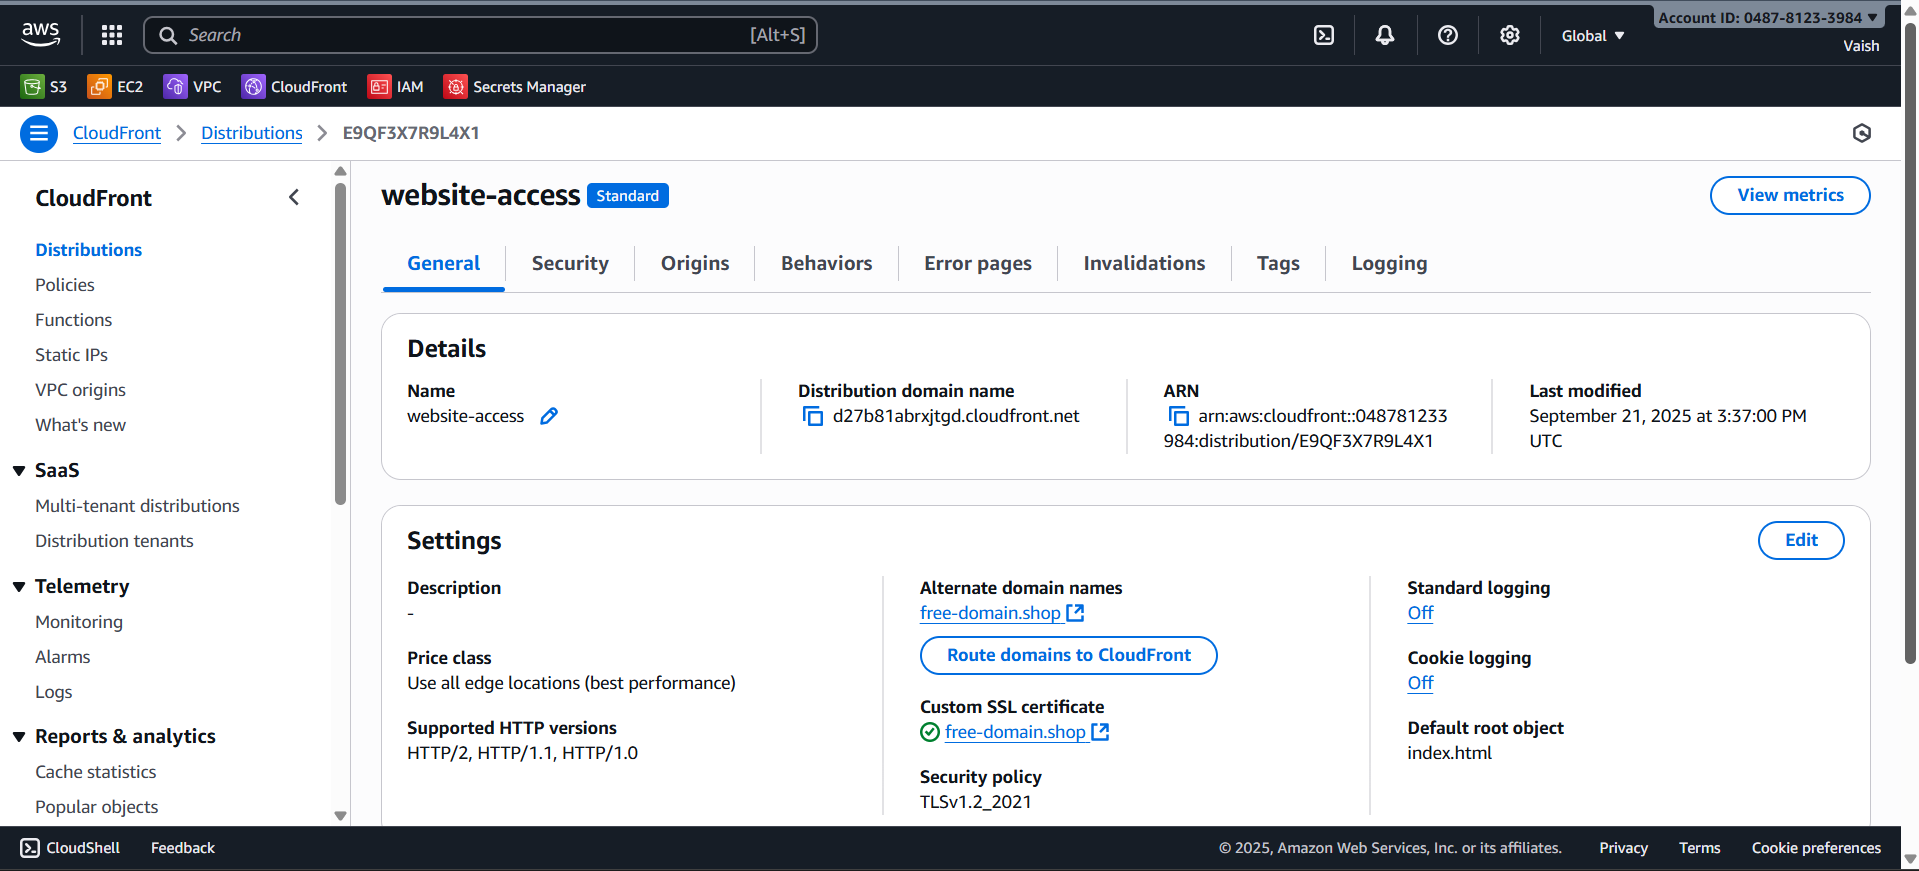 aws
Search [Alt+S]
Global
Account ID: 0487-8123-3984
Vaish
S3 EC2 VPC CloudFront IAM Secrets Manager
CloudFront Distributions E9QF3X7R9L4X1
CloudFront
Distributions
Policies
Functions
Static IPs
VPC origins
What's new
SaaS
Multi-tenant distributions
Distribution tenants
Telemetry
Monitoring
Alarms
Logs
Reports & analytics
Cache statistics
Popular objects
website-access Standard
View metrics
General Security Origins Behaviors Error pages Invalidations Tags Logging
Details
Name
website-access
Distribution domain name
d27b81abrxjtgd.cloudfront.net
ARN
arn:aws:cloudfront::048781233
984:distribution/E9QF3X7R9L4X1
Last modified
September 21, 2025 at 3:37:00 PM
UTC
Settings
Edit
Description
-
Price class
Use all edge locations (best performance)
Supported HTTP versions
HTTP/2, HTTP/1.1, HTTP/1.0
Alternate domain names
free-domain.shop
Route domains to CloudFront
Custom SSL certificate
free-domain.shop
Security policy
TLSv1.2_2021
Standard logging
Off
Cookie logging
Off
Default root object
index.html
CloudShell Feedback
© 2025, Amazon Web Services, Inc. or its affiliates. Privacy Terms Cookie preferences